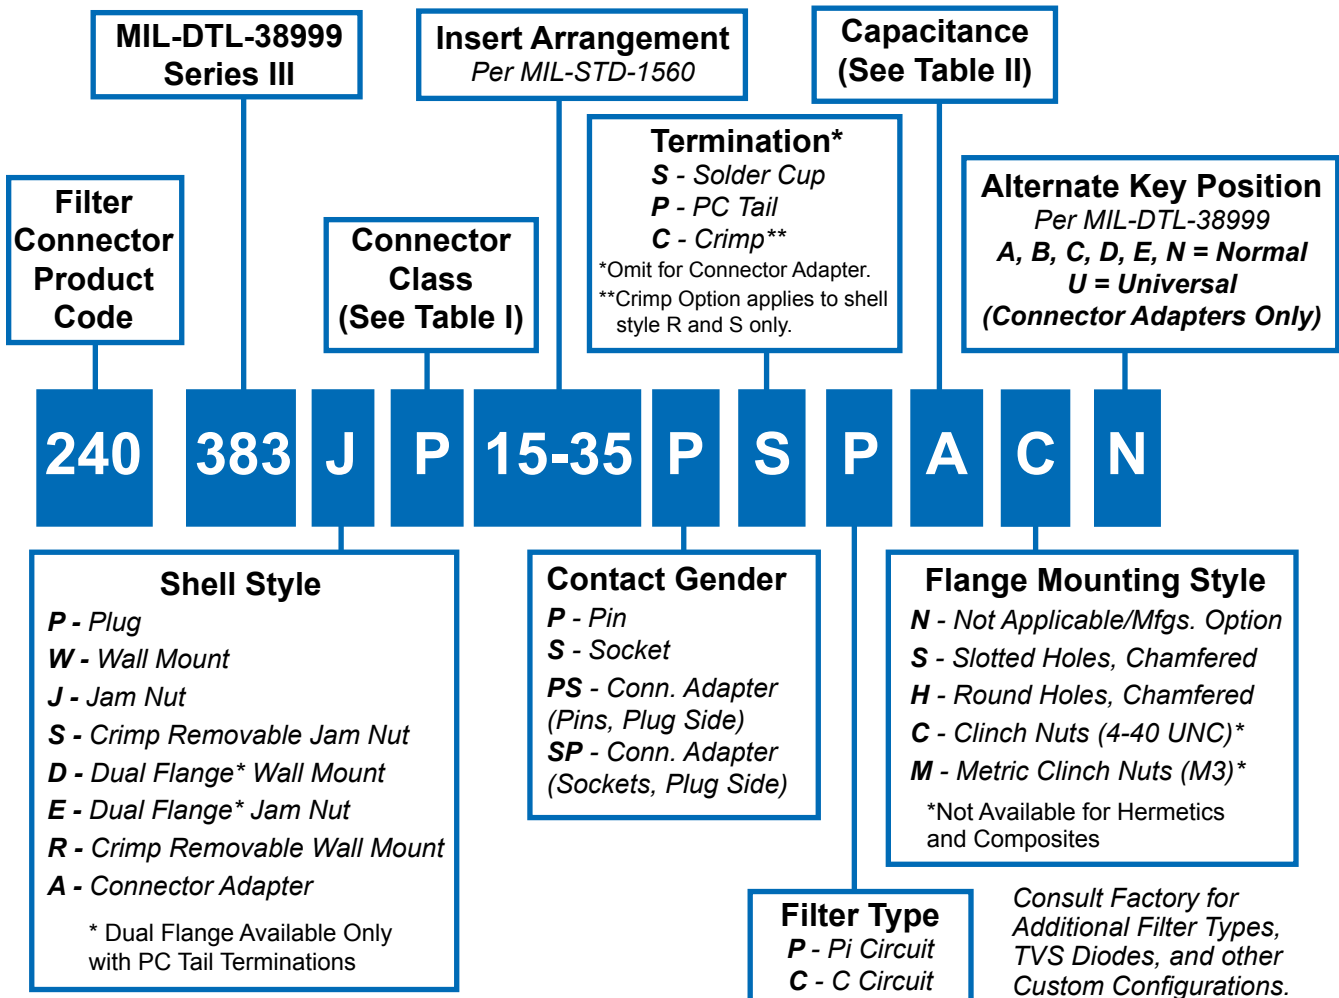 MIL-DTL-38999
Series III
Insert Arrangement
Per MIL-STD-1560
Capacitance
(See Table II)
Filter
Connector
Product
Code
Connector
Class
(See Table I)
Termination*
S - Solder Cup
P - PC Tail
C - Crimp**
*Omit for Connector Adapter.
**Crimp Option applies to shell
style R and S only.
Alternate Key Position
Per MIL-DTL-38999
A, B, C, D, E, N = Normal
U = Universal
(Connector Adapters Only)
240 383 J P 15-35 P S P A C N
Shell Style
P - Plug
W - Wall Mount
J - Jam Nut
S - Crimp Removable Jam Nut
D - Dual Flange* Wall Mount
E - Dual Flange* Jam Nut
R - Crimp Removable Wall Mount
A - Connector Adapter
* Dual Flange Available Only
with PC Tail Terminations
Contact Gender
P - Pin
S - Socket
PS - Conn. Adapter
(Pins, Plug Side)
SP - Conn. Adapter
(Sockets, Plug Side)
Flange Mounting Style
N - Not Applicable/Mfgs. Option
S - Slotted Holes, Chamfered
H - Round Holes, Chamfered
C - Clinch Nuts (4-40 UNC)*
M - Metric Clinch Nuts (M3)*
*Not Available for Hermetics
and Composites
Filter Type
P - Pi Circuit
C - C Circuit
Consult Factory for
Additional Filter Types,
TVS Diodes, and other
Custom Configurations.